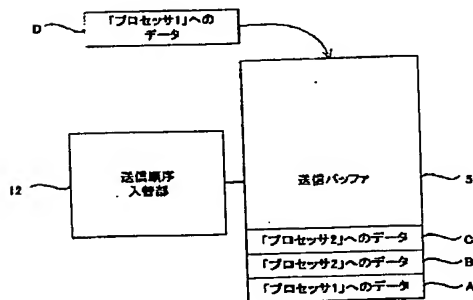 D
「プロセッサ1」への
データ
12
送信順序
入替部
送信バッファ
5
「プロセッサ2」へのデータ
C
「プロセッサ2」へのデータ
B
「プロセッサ1」へのデータ
A